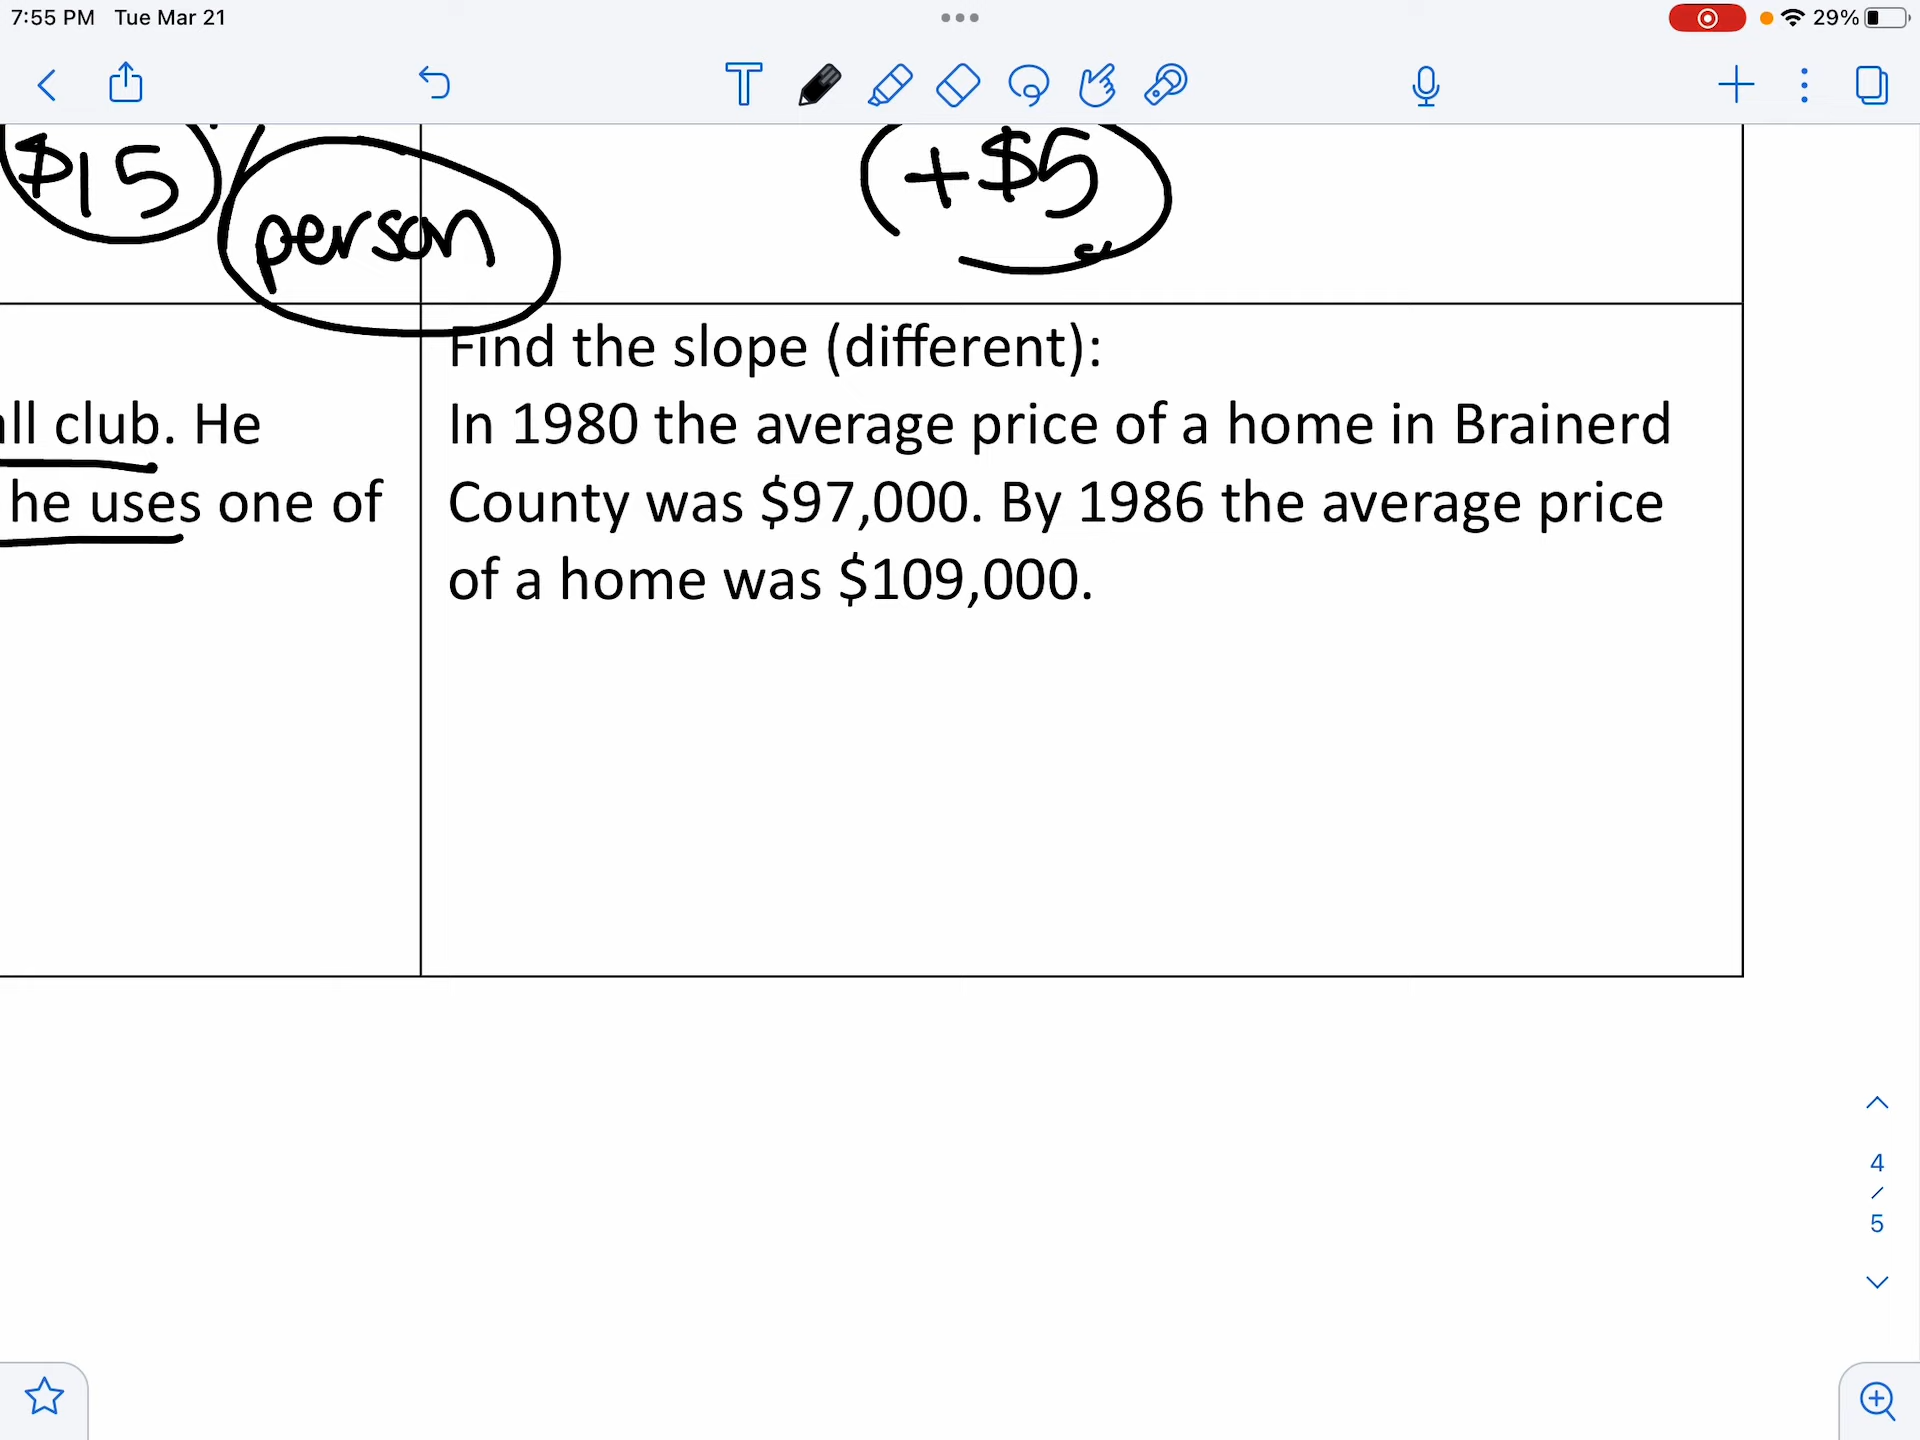 7:55 PM Tue Mar 21
29%
T
$15
person
+$5
Find the slope (different):
In 1980 the average price of a home in Brainerd
County was $97,000. By 1986 the average price
of a home was $109,000.
all club. He
he uses one of
4
/
5